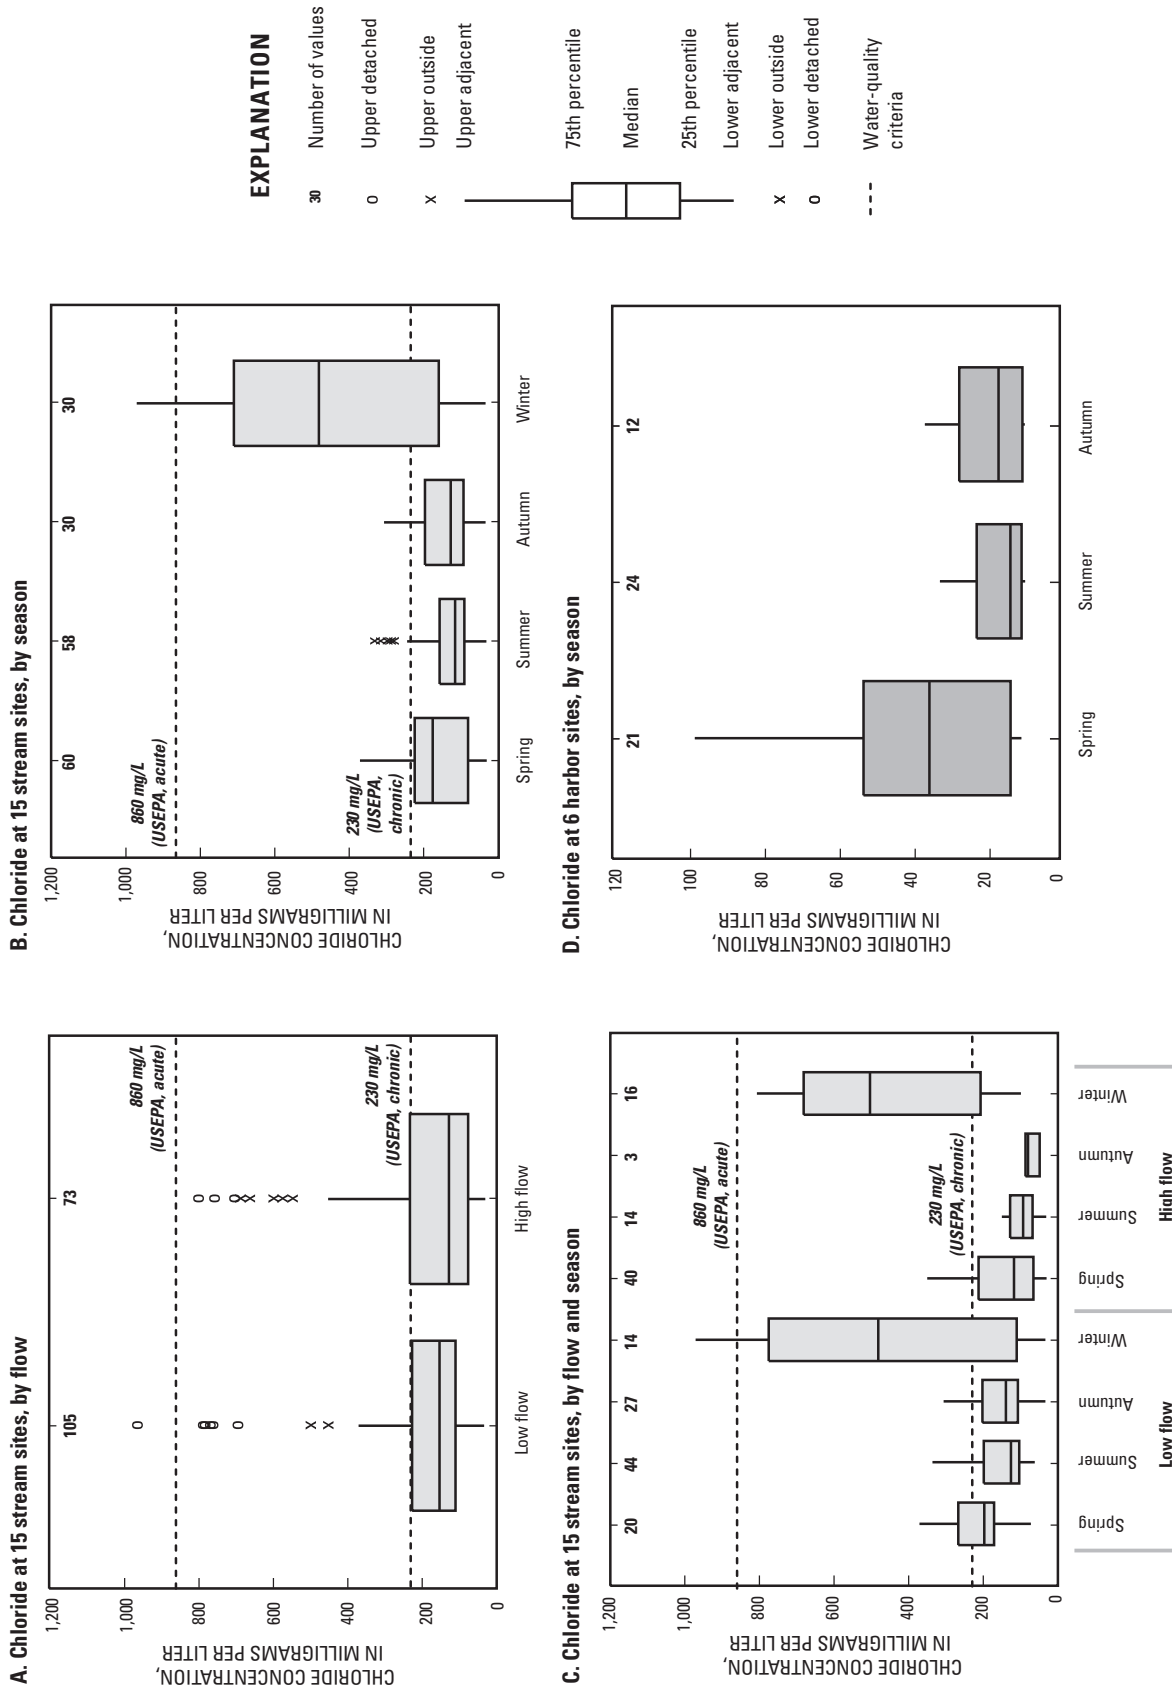 A. Chloride at 15 stream sites, by flow
CHLORIDE CONCENTRATION,
IN MILLIGRAMS PER LITER
1,200
1,000
800
600
400
200
0
105
73
860 mg/L
(USEPA, acute)
230 mg/L
(USEPA, chronic)
Low flow
High flow
B. Chloride at 15 stream sites, by season
CHLORIDE CONCENTRATION,
IN MILLIGRAMS PER LITER
1,200
1,000
800
600
400
200
0
60
58
30
30
860 mg/L
(USEPA, acute)
230 mg/L
(USEPA,
chronic)
Spring
Summer
Autumn
Winter
EXPLANATION
30 Number of values
o Upper detached
x Upper outside
Upper adjacent
75th percentile
Median
25th percentile
Lower adjacent
x Lower outside
o Lower detached
Water-quality
criteria
C. Chloride at 15 stream sites, by flow and season
CHLORIDE CONCENTRATION,
IN MILLIGRAMS PER LITER
1,200
1,000
800
600
400
200
0
20
44
27
14
40
14
3
16
860 mg/L
(USEPA, acute)
230 mg/L
(USEPA, chronic)
Spring
Summer
Autumn
Winter
Spring
Summer
Autumn
Winter
Low flow
High flow
D. Chloride at 6 harbor sites, by season
CHLORIDE CONCENTRATION,
IN MILLIGRAMS PER LITER
120
100
80
60
40
20
0
21
24
12
Spring
Summer
Autumn